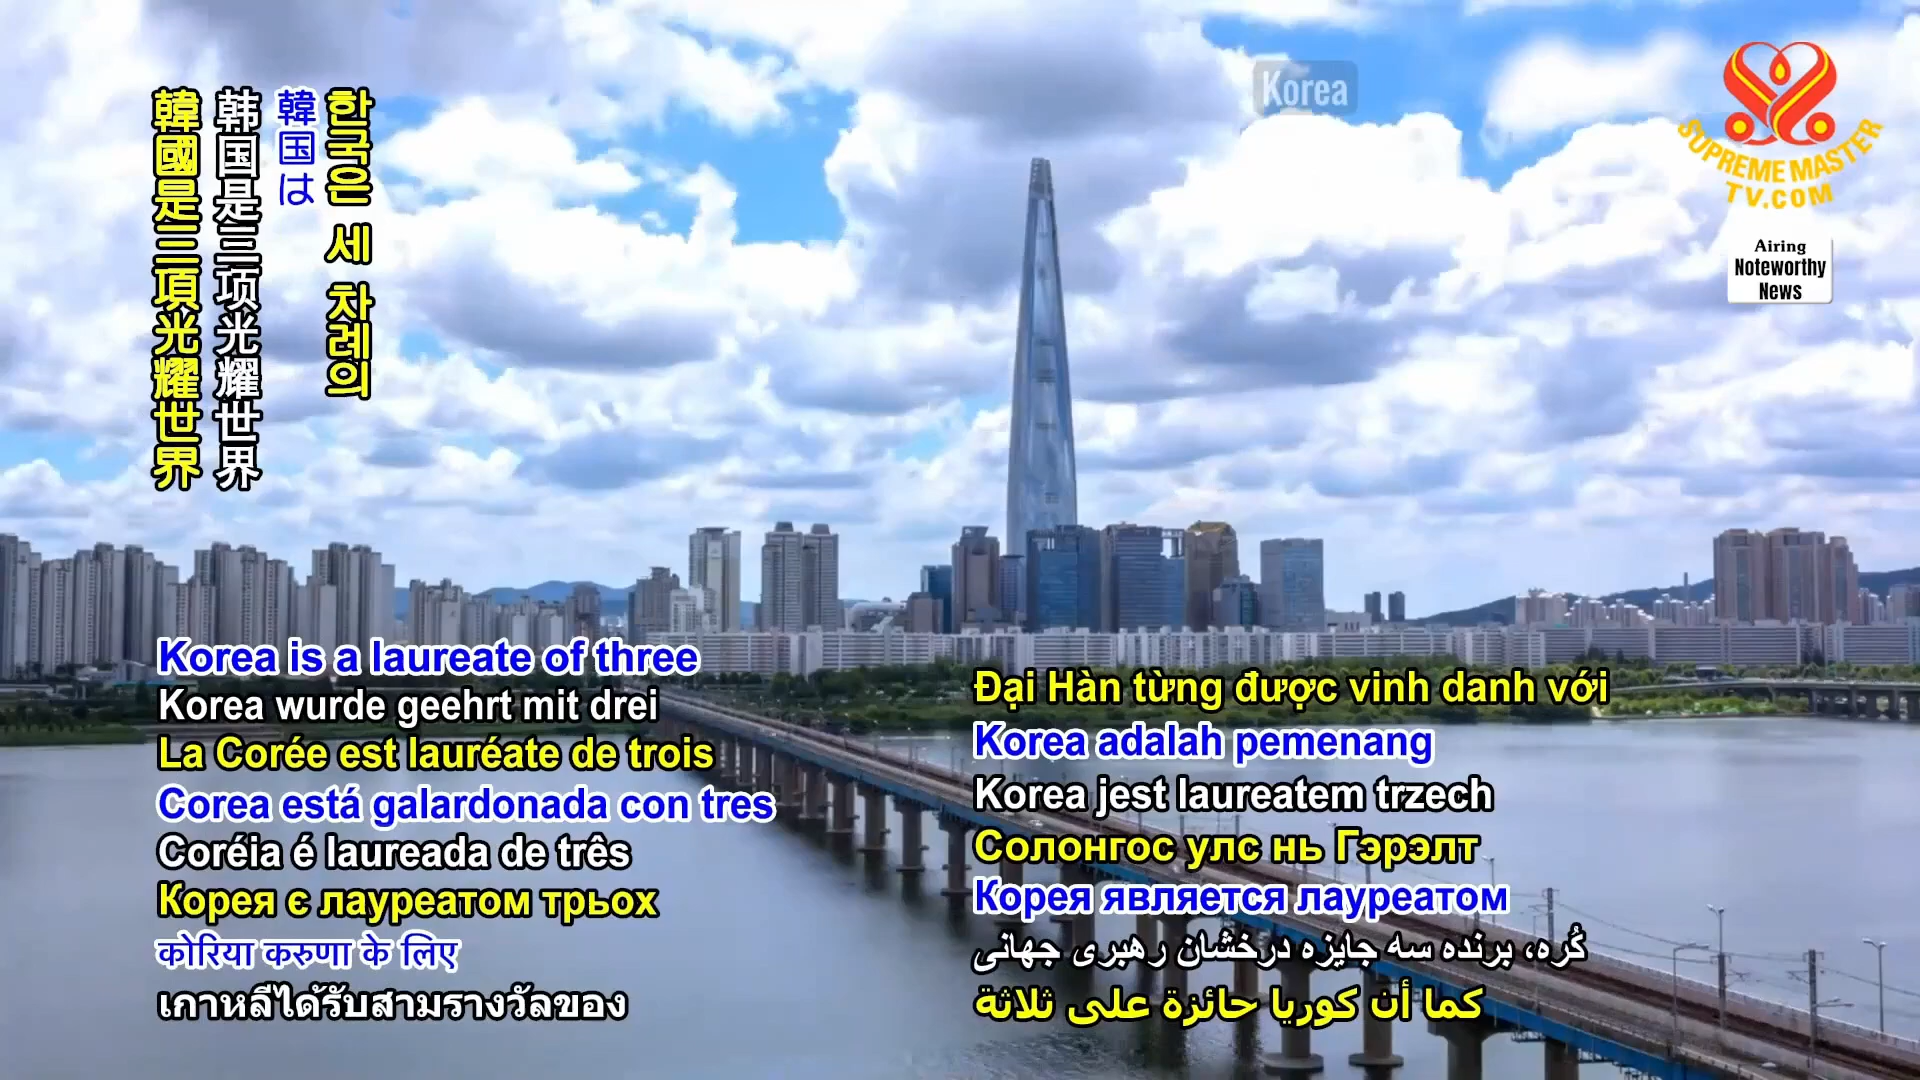 韓國是三項光耀世界
韩国是三项光耀世界
韓国は
한국은 세 차례의
Korea
SUPREME MASTER
TV.COM
Airing
Noteworthy
News
Korea is a laureate of three
Korea wurde geehrt mit drei
La Corée est lauréate de trois
Corea está galardonada con tres
Coréia é laureada de três
Корея є лауреатом трьох
कोरिया करुणा के लिए
เกาหลีได้รับสามรางวัลของ
Đại Hàn từng được vinh danh với
Korea adalah pemenang
Korea jest laureatem trzech
Солонгос улс нь Гэрэлт
Корея является лауреатом
کُره، برنده سه جایزه درخشان رهبری جهانی
كما أن كوريا حائزة على ثلاثة